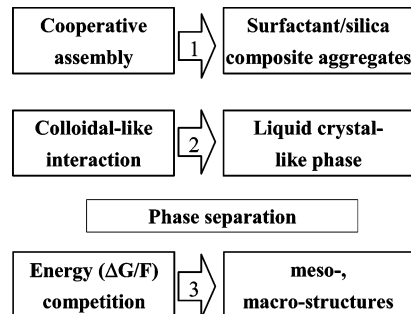 Cooperative
assembly
1
Surfactant/silica
composite aggregates
Colloidal-like
interaction
2
Liquid crystal-
like phase
Phase separation
Energy (ΔG/F)
competition
3
meso-,
macro-structures